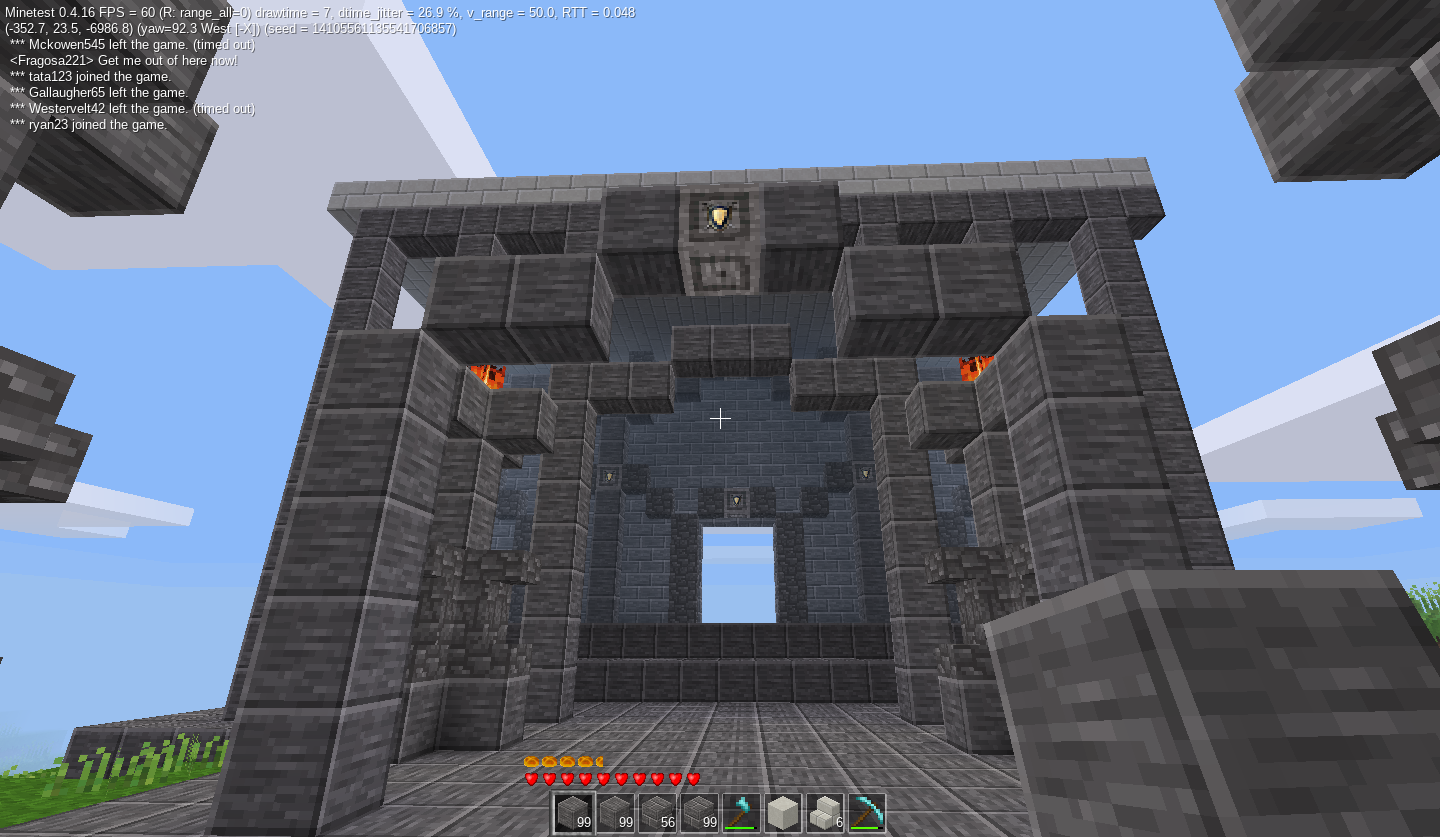 Minetest 0.4.16 FPS = 60 (R: range_all=0) drawtime = 7, dtime_jitter = 26.9 %, v_range = 50.0, RTT = 0.048
(-352.7, 23.5, -6986.8) (yaw=92.3 West [-X]) (seed = 14105561135541706857)
*** Mckowen545 left the game. (timed out)
<Fragosa221> Get me out of here now!
*** tata123 joined the game.
*** Gallaugher65 left the game.
*** Westervelt42 left the game. (timed out)
*** ryan23 joined the game.
99 99 56 99 6